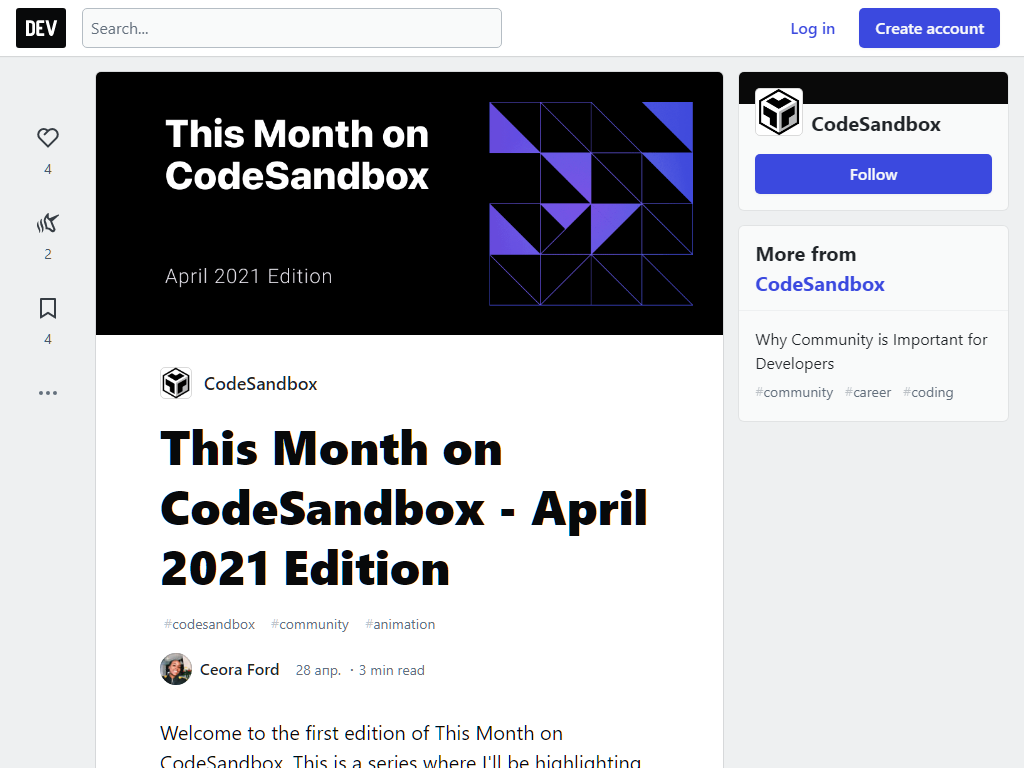 DEV
Search...
Log in
Create account
4
2
4
This Month on
CodeSandbox
April 2021 Edition
CodeSandbox
This Month on
CodeSandbox - April
2021 Edition
#codesandbox #community #animation
Ceora Ford 28 апр. · 3 min read
Welcome to the first edition of This Month on
CodeSandbox. This is a series where I'll be highlighting
CodeSandbox
Follow
More from
CodeSandbox
Why Community is Important for
Developers
#community #career #coding